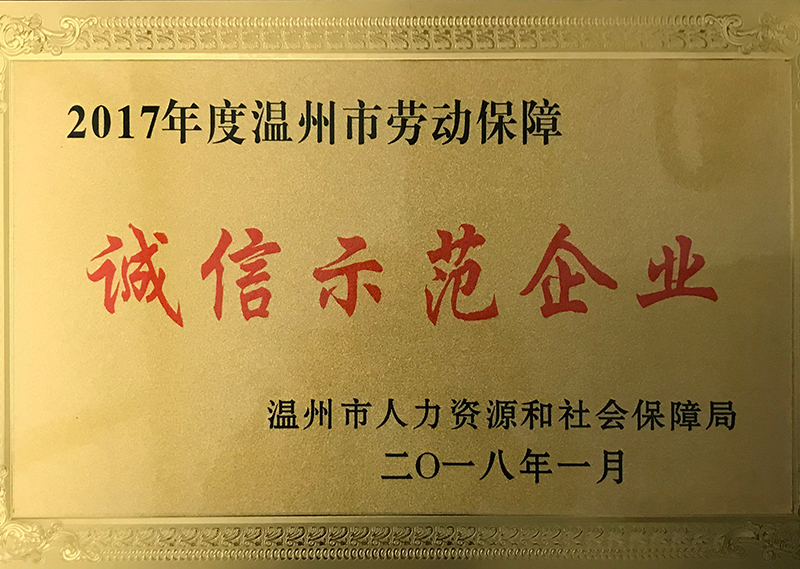 2017年度温州市劳动保障
诚信示范企业
温州市人力资源和社会保障局
二〇一八年一月